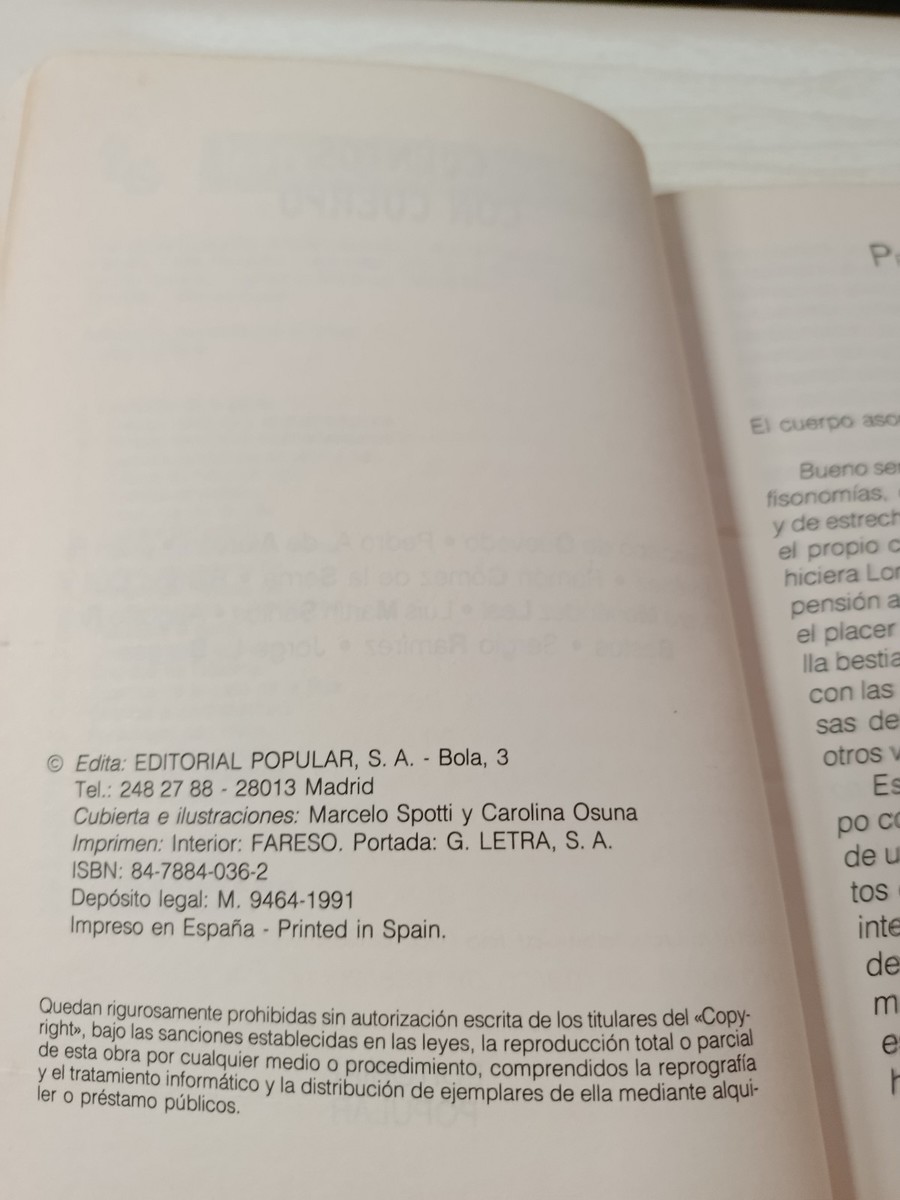 © Edita: EDITORIAL POPULAR, S. A. - Bola, 3
Tel.: 248 27 88 - 28013 Madrid
Cubierta e ilustraciones: Marcelo Spotti y Carolina Osuna
Imprimen: Interior: FARESO. Portada: G. LETRA, S. A.
ISBN: 84-7884-036-2
Depósito legal: M. 9464-1991
Impreso en España - Printed in Spain.
Quedan rigurosamente prohibidas sin autorización escrita de los titulares del «Copy-
right», bajo las sanciones establecidas en las leyes, la reproducción total o parcial
de esta obra por cualquier medio o procedimiento, comprendidos la reprografía
y el tratamiento informático y la distribución de ejemplares de ella mediante alqui-
ler o préstamo públicos.
El cuerpo
Bueno
fisonomías,
y de
el propio
hiciera
pensión a
el placer
lla
con las
sas de
otros
Es
po
de
tos